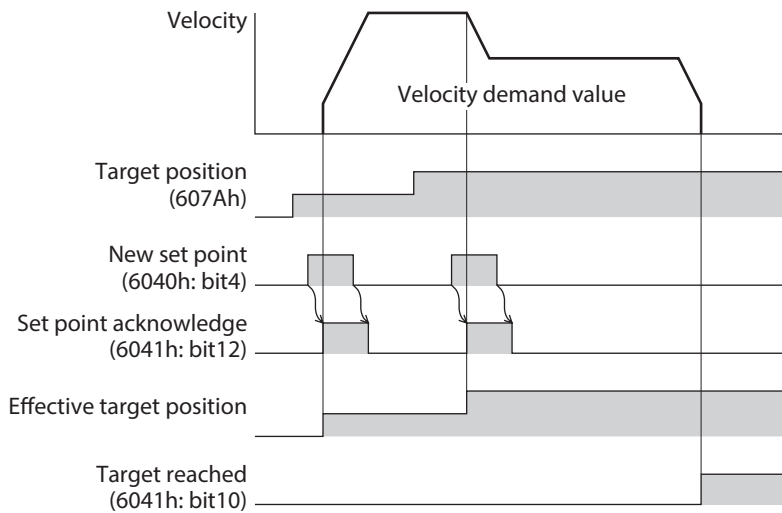 Velocity
Velocity demand value
Target position
(607Ah)
New set point
(6040h: bit4)
Set point acknowledge
(6041h: bit12)
Effective target position
Target reached
(6041h: bit10)